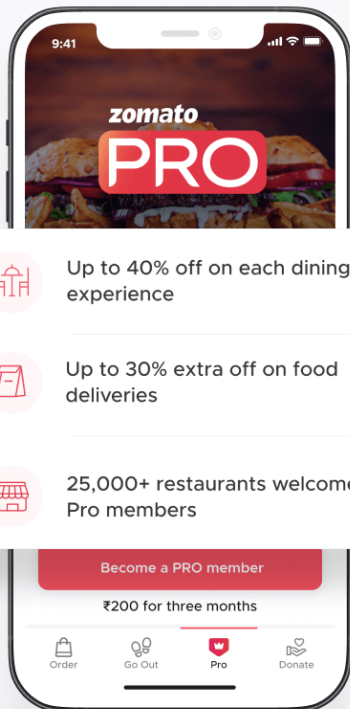 9:41
zomato
PRO
Up to 40% off on each dining
experience
Up to 30% extra off on food
deliveries
25,000+ restaurants welcome
Pro members
Become a PRO member
₹200 for three months
Order
Go Out
Pro
Donate